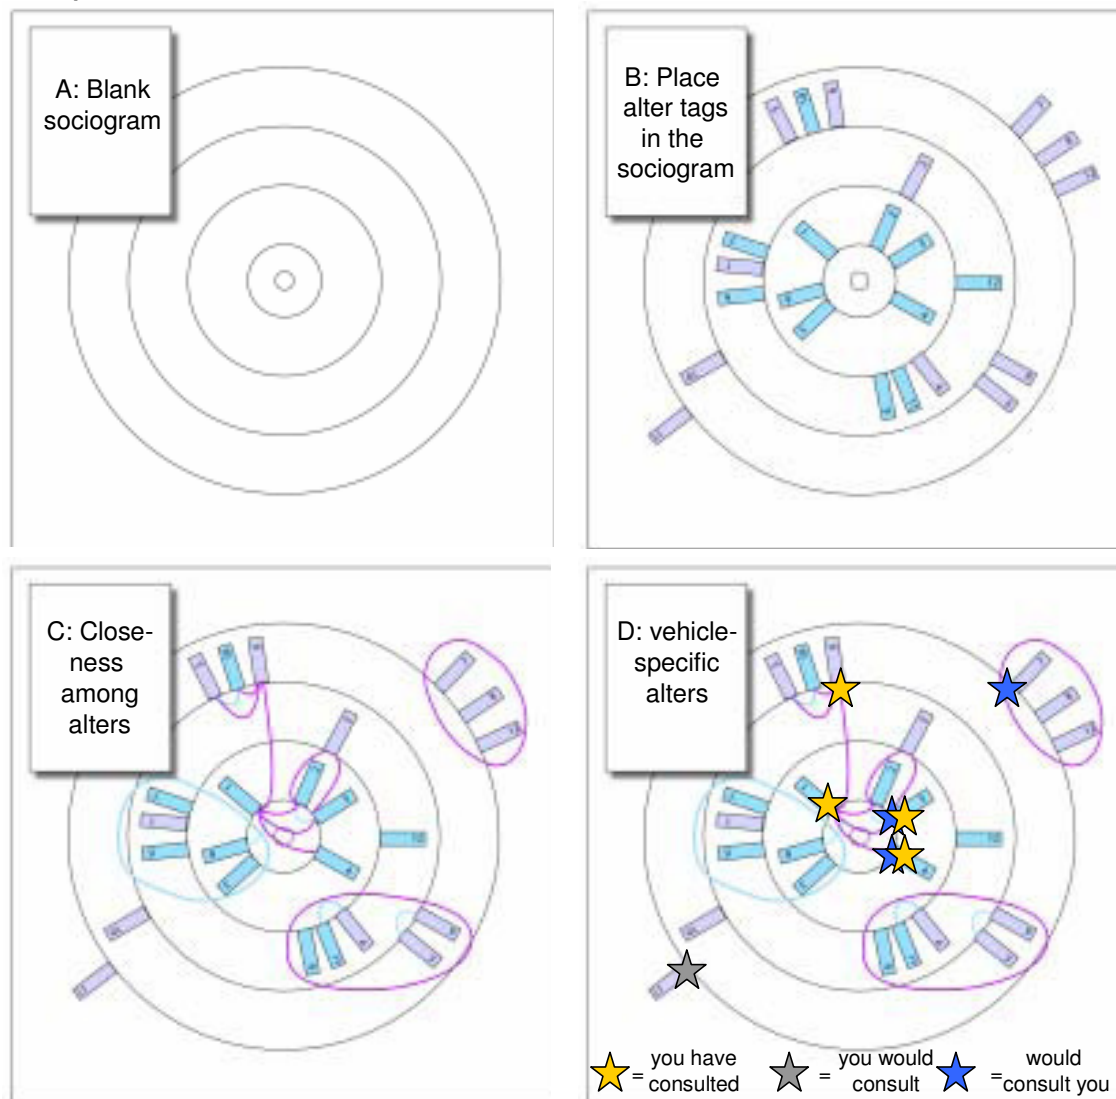 A: Blank
sociogram
B: Place
alter tags
in the
sociogram
C: Close-
ness
among
alters
D: vehicle-
specific
alters
= you have
consulted
= you would
consult
= would
consult you